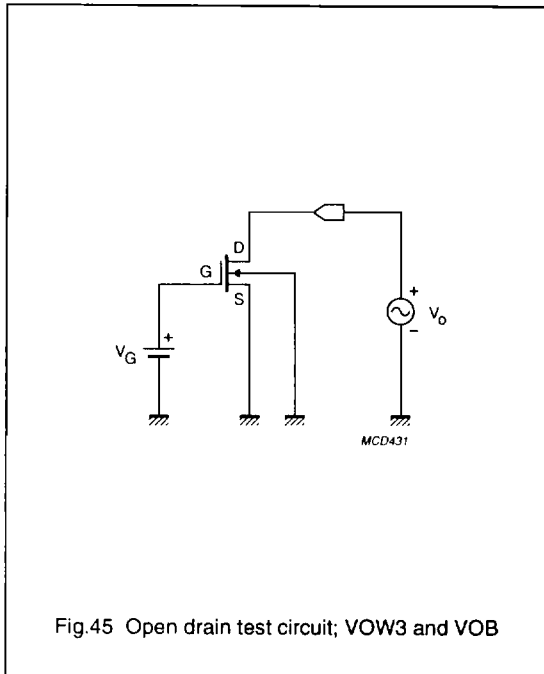 D
G
S
+
V_G
+
V_o
−
MCD431
Fig.45 Open drain test circuit; VOW3 and VOB